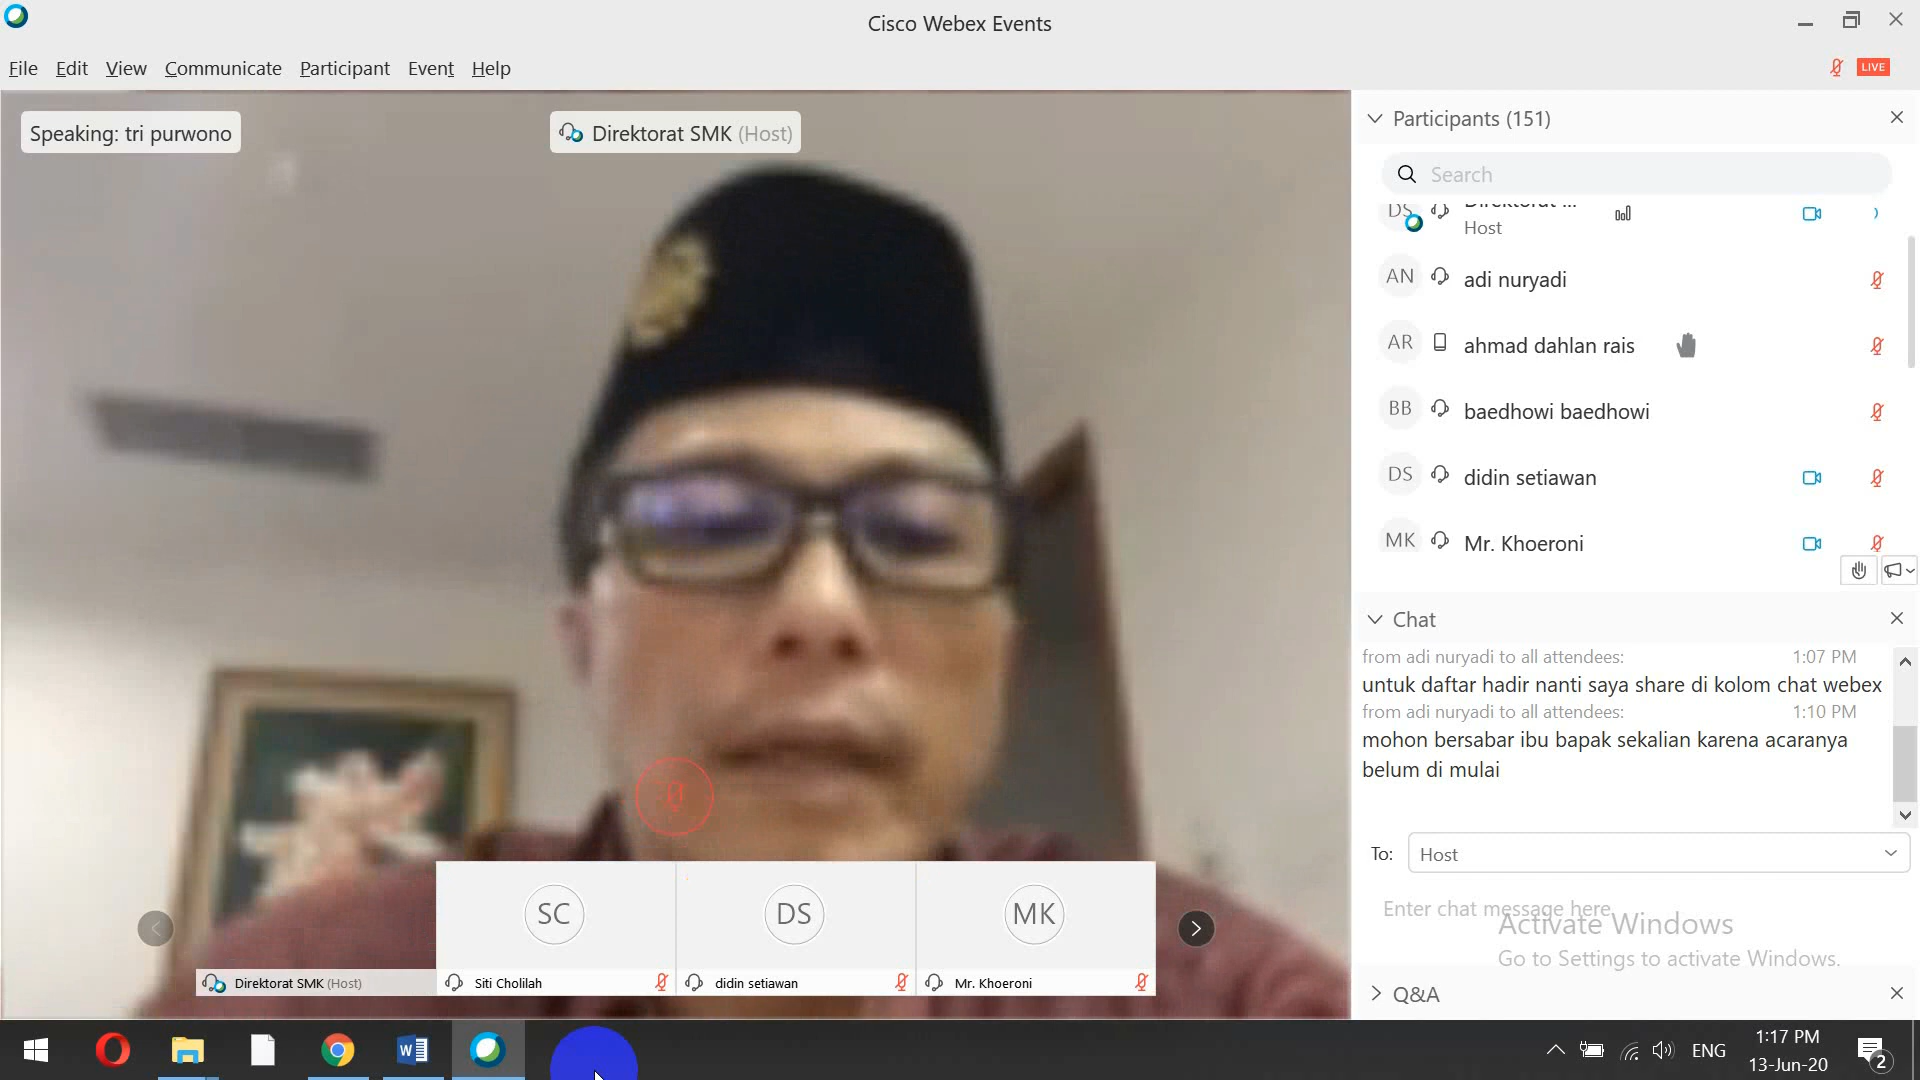 Cisco Webex Events
File Edit View Communicate Participant Event Help
LIVE
Speaking: tri purwono
Direktorat SMK (Host)
Participants (151)
Search
DS Direktorat ...
Host
AN adi nuryadi
AR ahmad dahlan rais
BB baedhowi baedhowi
DS didin setiawan
MK Mr. Khoeroni
Chat
from adi nuryadi to all attendees: 1:07 PM
untuk daftar hadir nanti saya share di kolom chat webex
from adi nuryadi to all attendees: 1:10 PM
mohon bersabar ibu bapak sekalian karena acaranya
belum di mulai
To: Host
Enter chat message here
Activate Windows
Go to Settings to activate Windows.
Q&A
SC DS MK
Direktorat SMK (Host) Siti Cholilah didin setiawan Mr. Khoeroni
W ENG 1:17 PM
13-Jun-20 2